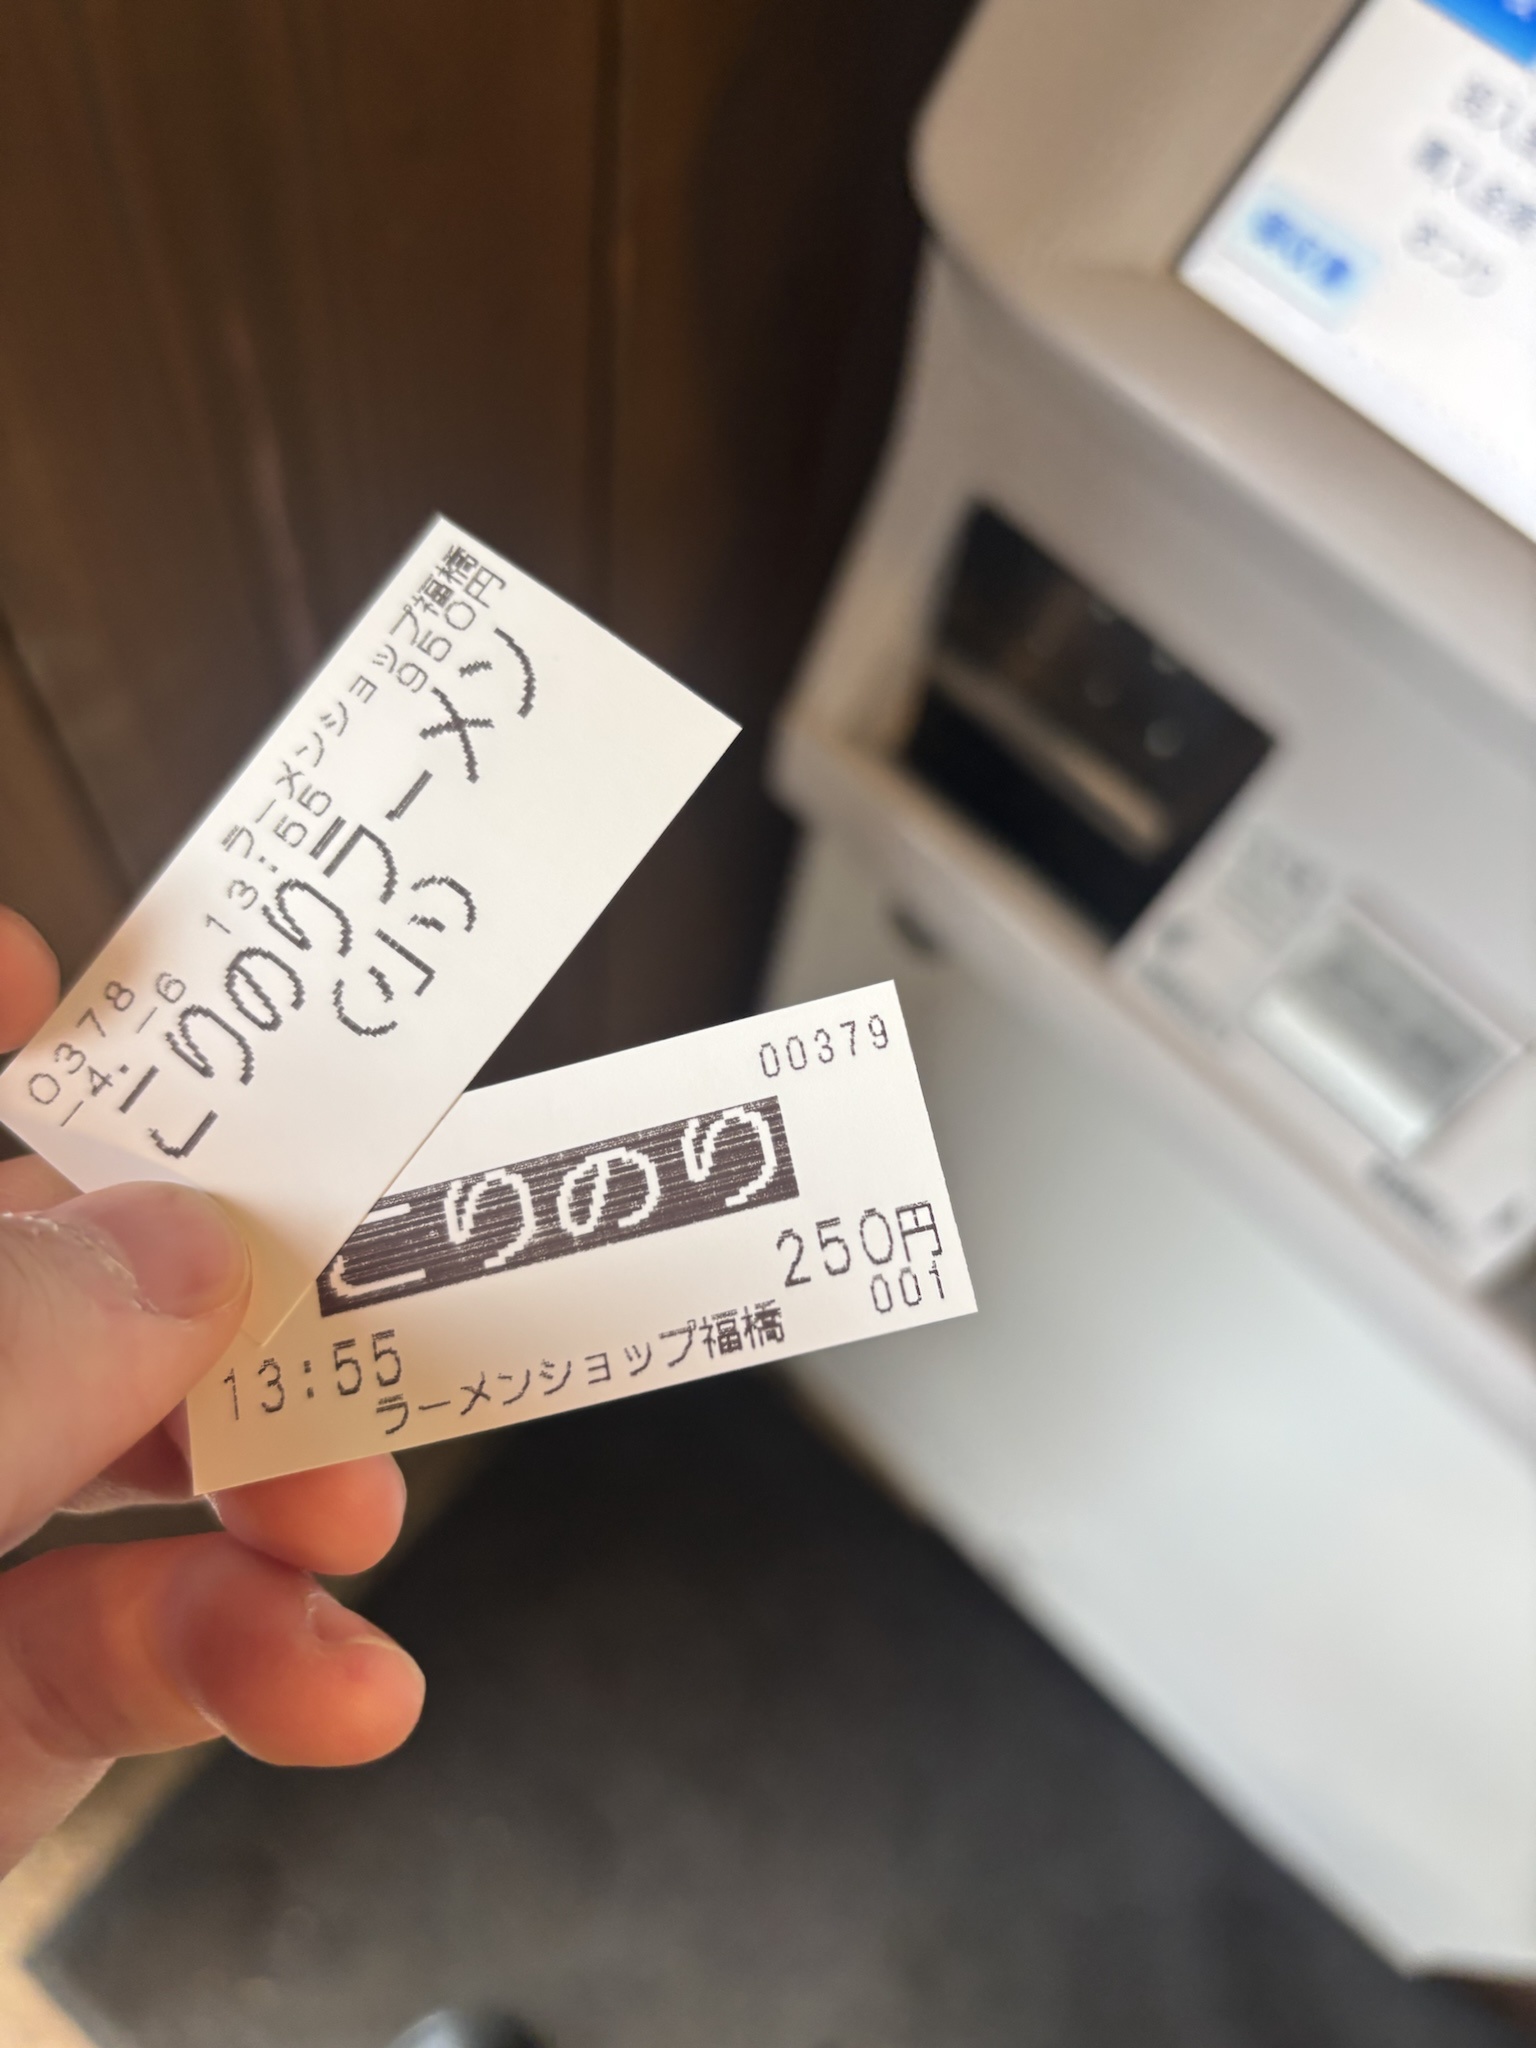 0378 ラーメンショップ福橋
-4.-6 13:55 950円
こりのりラーメン
(小)
00379
こりのり
250円
001
13:55
ラーメンショップ福橋